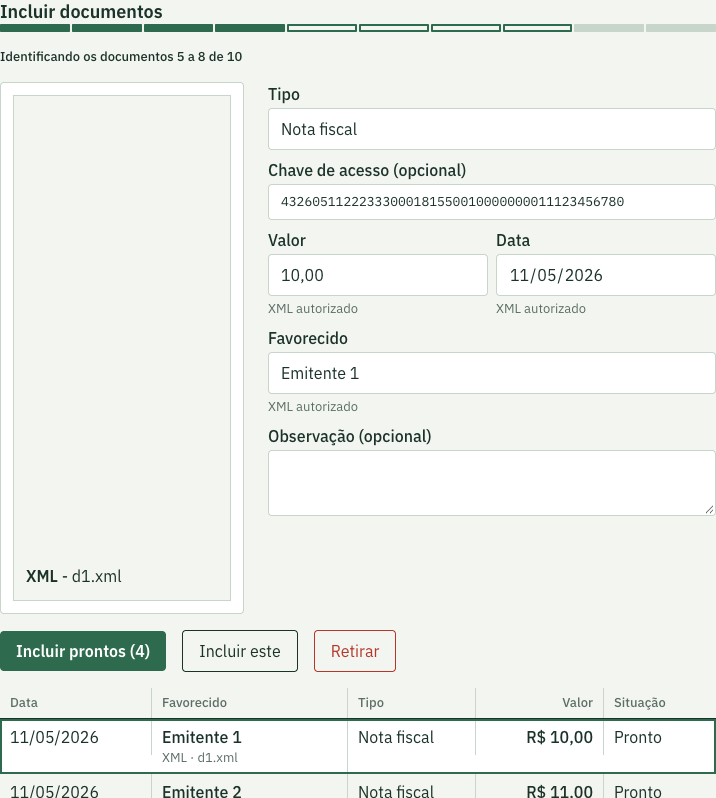 Incluir documentos
Identificando os documentos 5 a 8 de 10
Tipo
Nota fiscal
Chave de acesso (opcional)
43260511222333000181550010000000011123456780
Valor
Data
10,00
11/05/2026
XML autorizado
XML autorizado
Favorecido
Emitente 1
XML autorizado
Observação (opcional)
XML - d1.xml
Incluir prontos (4)
Incluir este
Retirar
Data Favorecido Tipo Valor Situação
11/05/2026 Emitente 1 Nota fiscal R$ 10,00 Pronto
XML · d1.xml
11/05/2026 Emitente 2 Nota fiscal R$ 11,00 Pronto